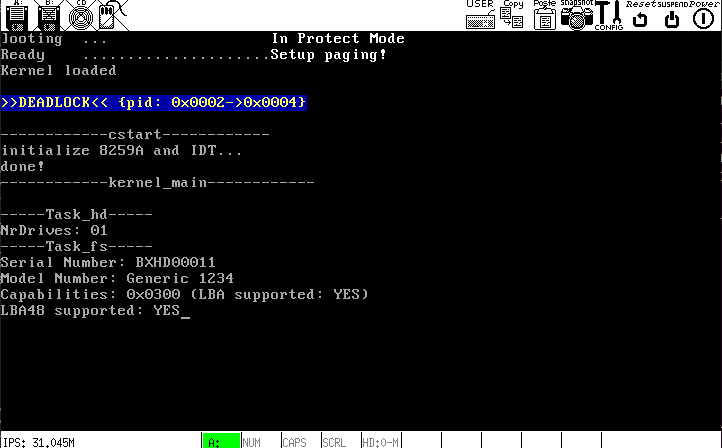 A: B: CD USER Copy Paste Snapshot CONFIG Reset SUSPEND Power
Booting ... In Protect Mode
Ready .....................Setup paging!
Kernel loaded
>>DEADLOCK<< {pid: 0x0002->0x0004}
------------cstart------------
initialize 8259A and IDT...
done!
------------kernel_main------------
-----Task_hd-----
NrDrives: 01
-----Task_fs-----
Serial Number: BXHD00011
Model Number: Generic 1234
Capabilities: 0x0300 (LBA supported: YES)
LBA48 supported: YES_
IPS: 31.045M A: NUM CAPS SCRL HD:0-M